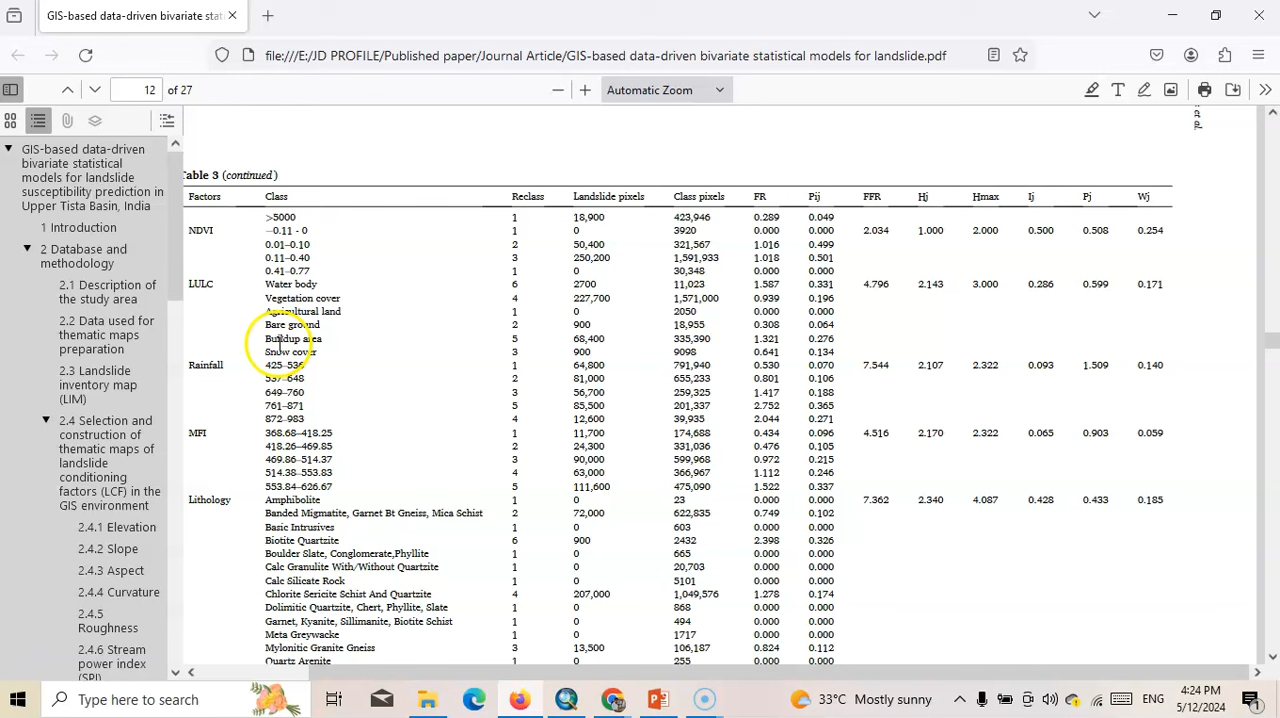 GIS-based data-driven bivariate stati
file:///E:/JD PROFILE/Published paper/Journal Article/GIS-based data-driven bivariate statistical models for landslide.pdf
12 of 27 Automatic Zoom
GIS-based data-driven
bivariate statistical
models for landslide
susceptibility prediction in
Upper Tista Basin, India
1 Introduction
2 Database and
methodology
2.1 Description of
the study area
2.2 Data used for
thematic maps
preparation
2.3 Landslide
inventory map
(LIM)
2.4 Selection and
construction of
thematic maps of
landslide
conditioning
factors (LCF) in the
GIS environment
2.4.1 Elevation
2.4.2 Slope
2.4.3 Aspect
2.4.4 Curvature
2.4.5
Roughness
2.4.6 Stream
power index
(SPI)
et al.
Table 3 (continued)
Factors Class Reclass Landslide pixels Class pixels FR Pij FFR Hj Hmax Ij Pj Wj
>5000 1 18,900 423,946 0.289 0.049
NDVI −0.11 - 0 1 0 3920 0.000 0.000 2.034 1.000 2.000 0.500 0.508 0.254
0.01–0.10 2 50,400 321,567 1.016 0.499
0.11–0.40 3 250,200 1,591,933 1.018 0.501
0.41–0.77 1 0 30,348 0.000 0.000
LULC Water body 6 2700 11,023 1.587 0.331 4.796 2.143 3.000 0.286 0.599 0.171
Vegetation cover 4 227,700 1,571,000 0.939 0.196
Agricultural land 1 0 2050 0.000 0.000
Bare ground 2 900 18,955 0.308 0.064
Buildup area 5 68,400 335,390 1.321 0.276
Snow cover 3 900 9098 0.641 0.134
Rainfall 425–536 1 64,800 791,940 0.530 0.070 7.544 2.107 2.322 0.093 1.509 0.140
537–648 2 81,000 655,233 0.801 0.106
649–760 3 56,700 259,325 1.417 0.188
761–871 5 85,500 201,337 2.752 0.365
872–983 4 12,600 39,935 2.044 0.271
MFI 368.68–418.25 1 11,700 174,688 0.434 0.096 4.516 2.170 2.322 0.065 0.903 0.059
418.26–469.85 2 24,300 331,036 0.476 0.105
469.86–514.37 3 90,000 599,968 0.972 0.215
514.38–553.83 4 63,000 366,967 1.112 0.246
553.84–626.67 5 111,600 475,090 1.522 0.337
Lithology Amphibolite 1 0 23 0.000 0.000 7.362 2.340 4.087 0.428 0.433 0.185
Banded Migmatite, Garnet Bt Gneiss, Mica Schist 2 72,000 622,835 0.749 0.102
Basic Intrusives 1 0 603 0.000 0.000
Biotite Quartzite 6 900 2432 2.398 0.326
Boulder Slate, Conglomerate,Phyllite 1 0 665 0.000 0.000
Calc Granulite With/Without Quartzite 1 0 20,703 0.000 0.000
Calc Silicate Rock 1 0 5101 0.000 0.000
Chlorite Sericite Schist And Quartzite 4 207,000 1,049,576 1.278 0.174
Dolimitic Quartzite, Chert, Phyllite, Slate 1 0 868 0.000 0.000
Garnet, Kyanite, Sillimanite, Biotite Schist 1 0 494 0.000 0.000
Meta Greywacke 1 0 1717 0.000 0.000
Mylonitic Granite Gneiss 3 13,500 106,187 0.824 0.112
Quartz Arenite 1 0 255 0.000 0.000
Type here to search
33°C Mostly sunny
ENG
4:24 PM
5/12/2024
1